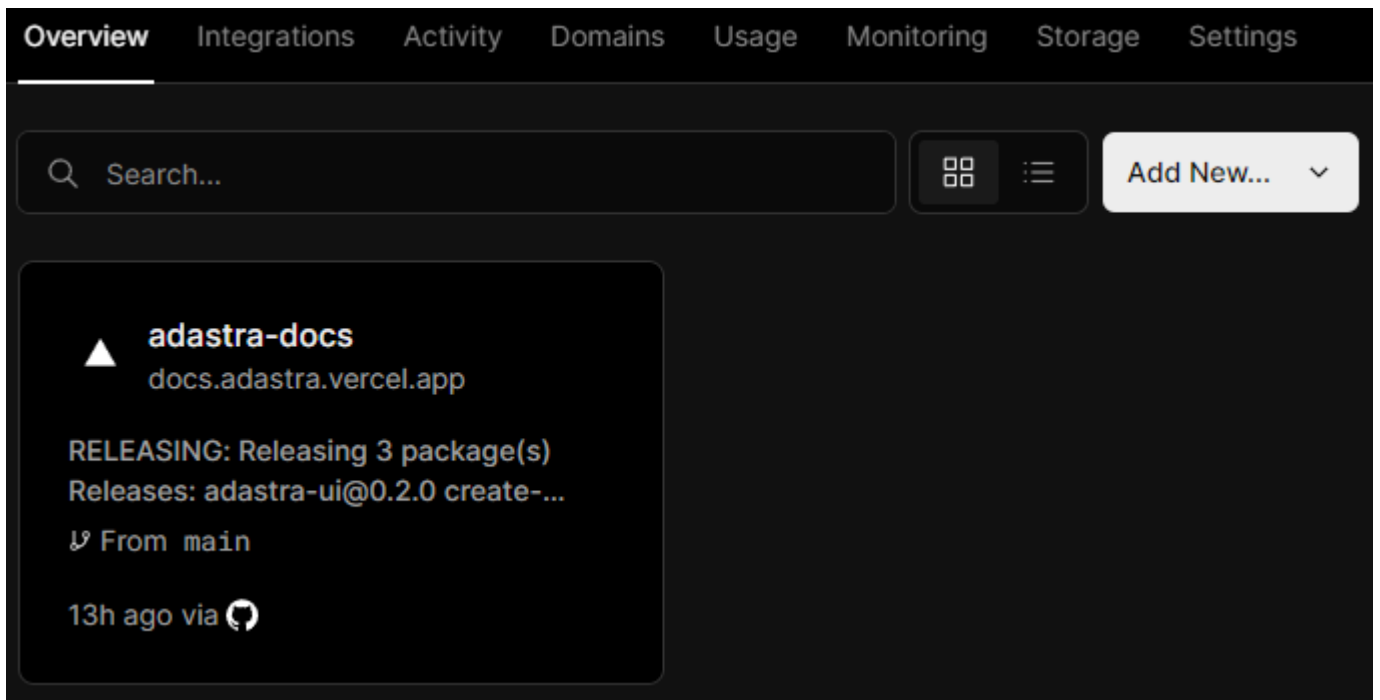 Overview Integrations Activity Domains Usage Monitoring Storage Settings
Search... Add New...
adastra-docs
docs.adastra.vercel.app
RELEASING: Releasing 3 package(s)
Releases: adastra-ui@0.2.0 create-...
From main
13h ago via